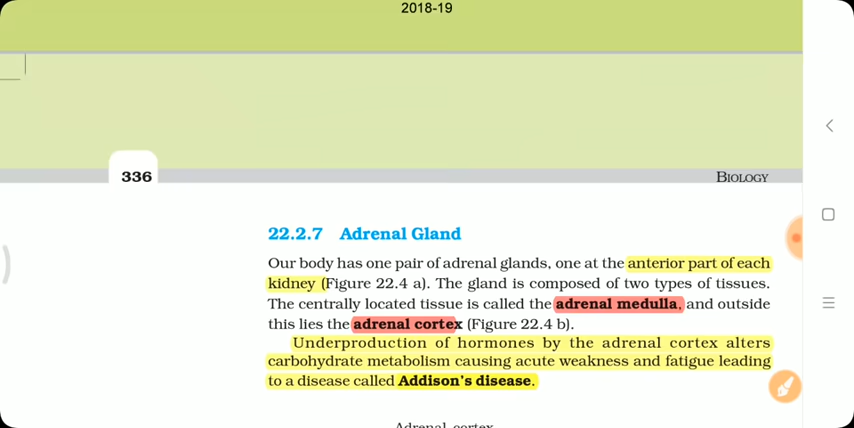 2018-19
336
BIOLOGY
22.2.7 Adrenal Gland
Our body has one pair of adrenal glands, one at the anterior part of each
kidney (Figure 22.4 a). The gland is composed of two types of tissues.
The centrally located tissue is called the adrenal medulla, and outside
this lies the adrenal cortex (Figure 22.4 b).
Underproduction of hormones by the adrenal cortex alters
carbohydrate metabolism causing acute weakness and fatigue leading
to a disease called Addison's disease.
Adrenal cortex